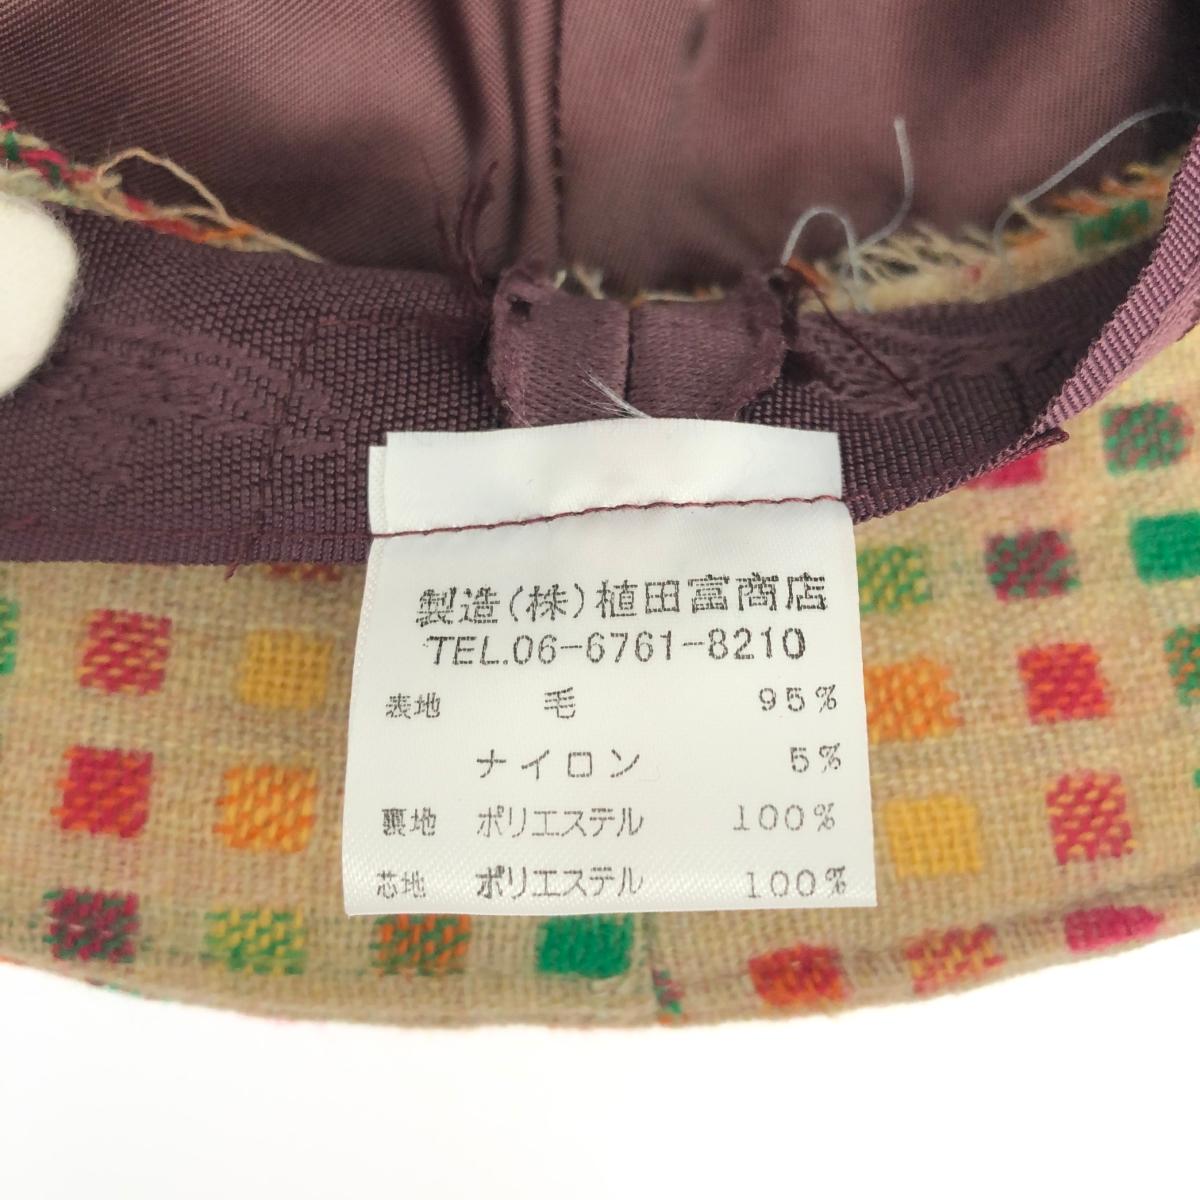 製造(株)植田富商店
TEL.06-6761-8210
表地 毛 95%
ナイロン 5%
裏地 ポリエステル 100%
芯地 ポリエステル 100%